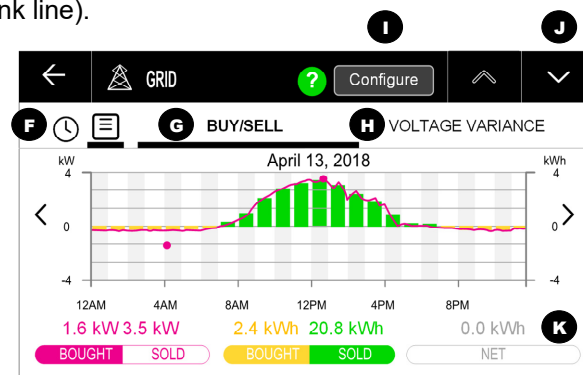 nk line).
I
J
GRID
?
Configure
F
G
BUY/SELL
H
VOLTAGE VARIANCE
kW
April 13, 2018
kWh
4
4
0
0
-4
-4
12AM 4AM 8AM 12PM 4PM 8PM
1.6 kW 3.5 kW 2.4 kWh 20.8 kWh 0.0 kWh
K
BOUGHT SOLD BOUGHT SOLD NET